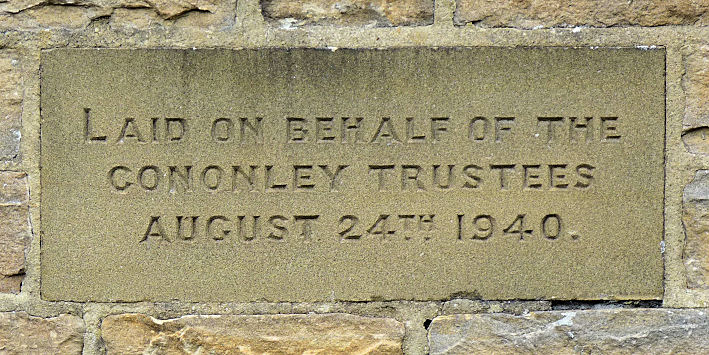 LAID ON BEHALF OF THE
CONONLEY TRUSTEES
AUGUST 24TH 1940.